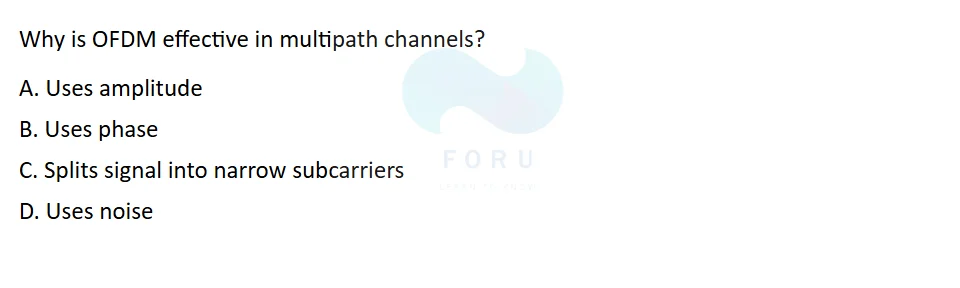 Why is OFDM effective in multipath channels?
A. Uses amplitude
B. Uses phase
C. Splits signal into narrow subcarriers
D. Uses noise
FORU